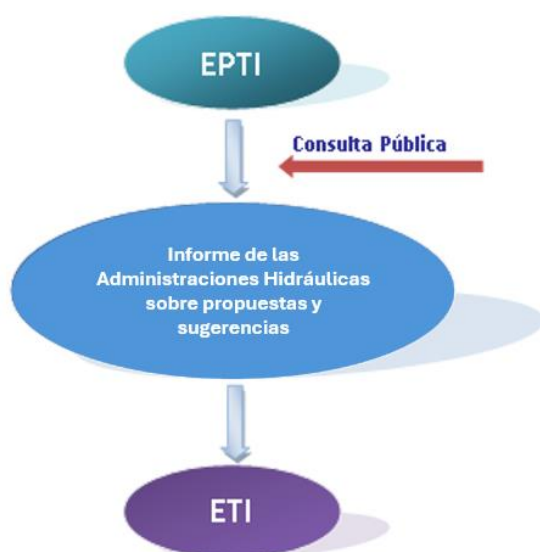 EPTI
Consulta Pública
Informe de las
Administraciones Hidráulicas
sobre propuestas y
sugerencias
ETI